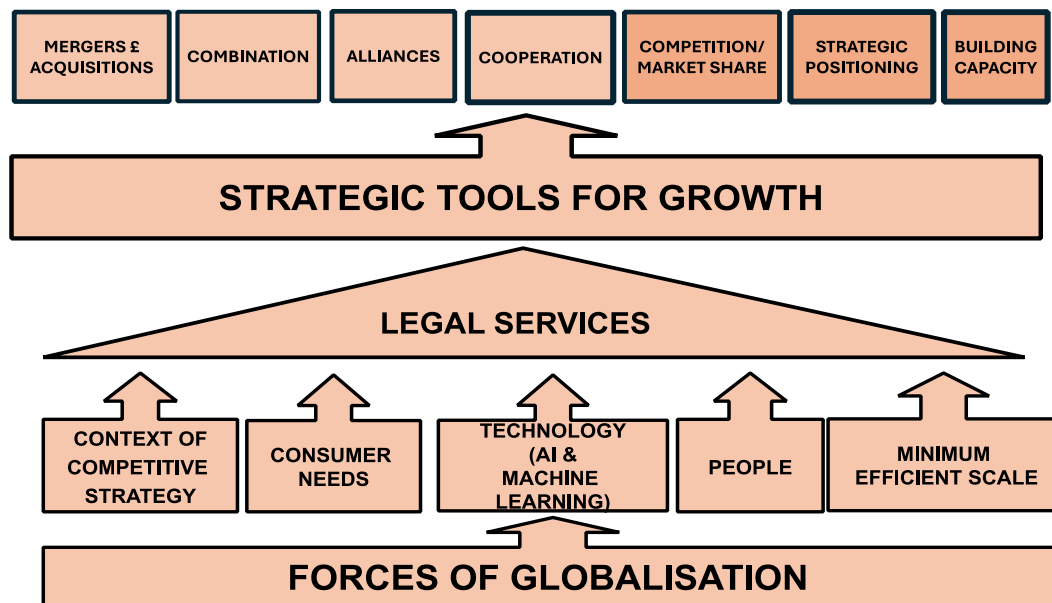 MERGERS £
ACQUISITIONS
COMBINATION
ALLIANCES
COOPERATION
COMPETITION/
MARKET SHARE
STRATEGIC
POSITIONING
BUILDING
CAPACITY
STRATEGIC TOOLS FOR GROWTH
LEGAL SERVICES
CONTEXT OF
COMPETITIVE
STRATEGY
CONSUMER
NEEDS
TECHNOLOGY
(AI &
MACHINE
LEARNING)
PEOPLE
MINIMUM
EFFICIENT SCALE
FORCES OF GLOBALISATION